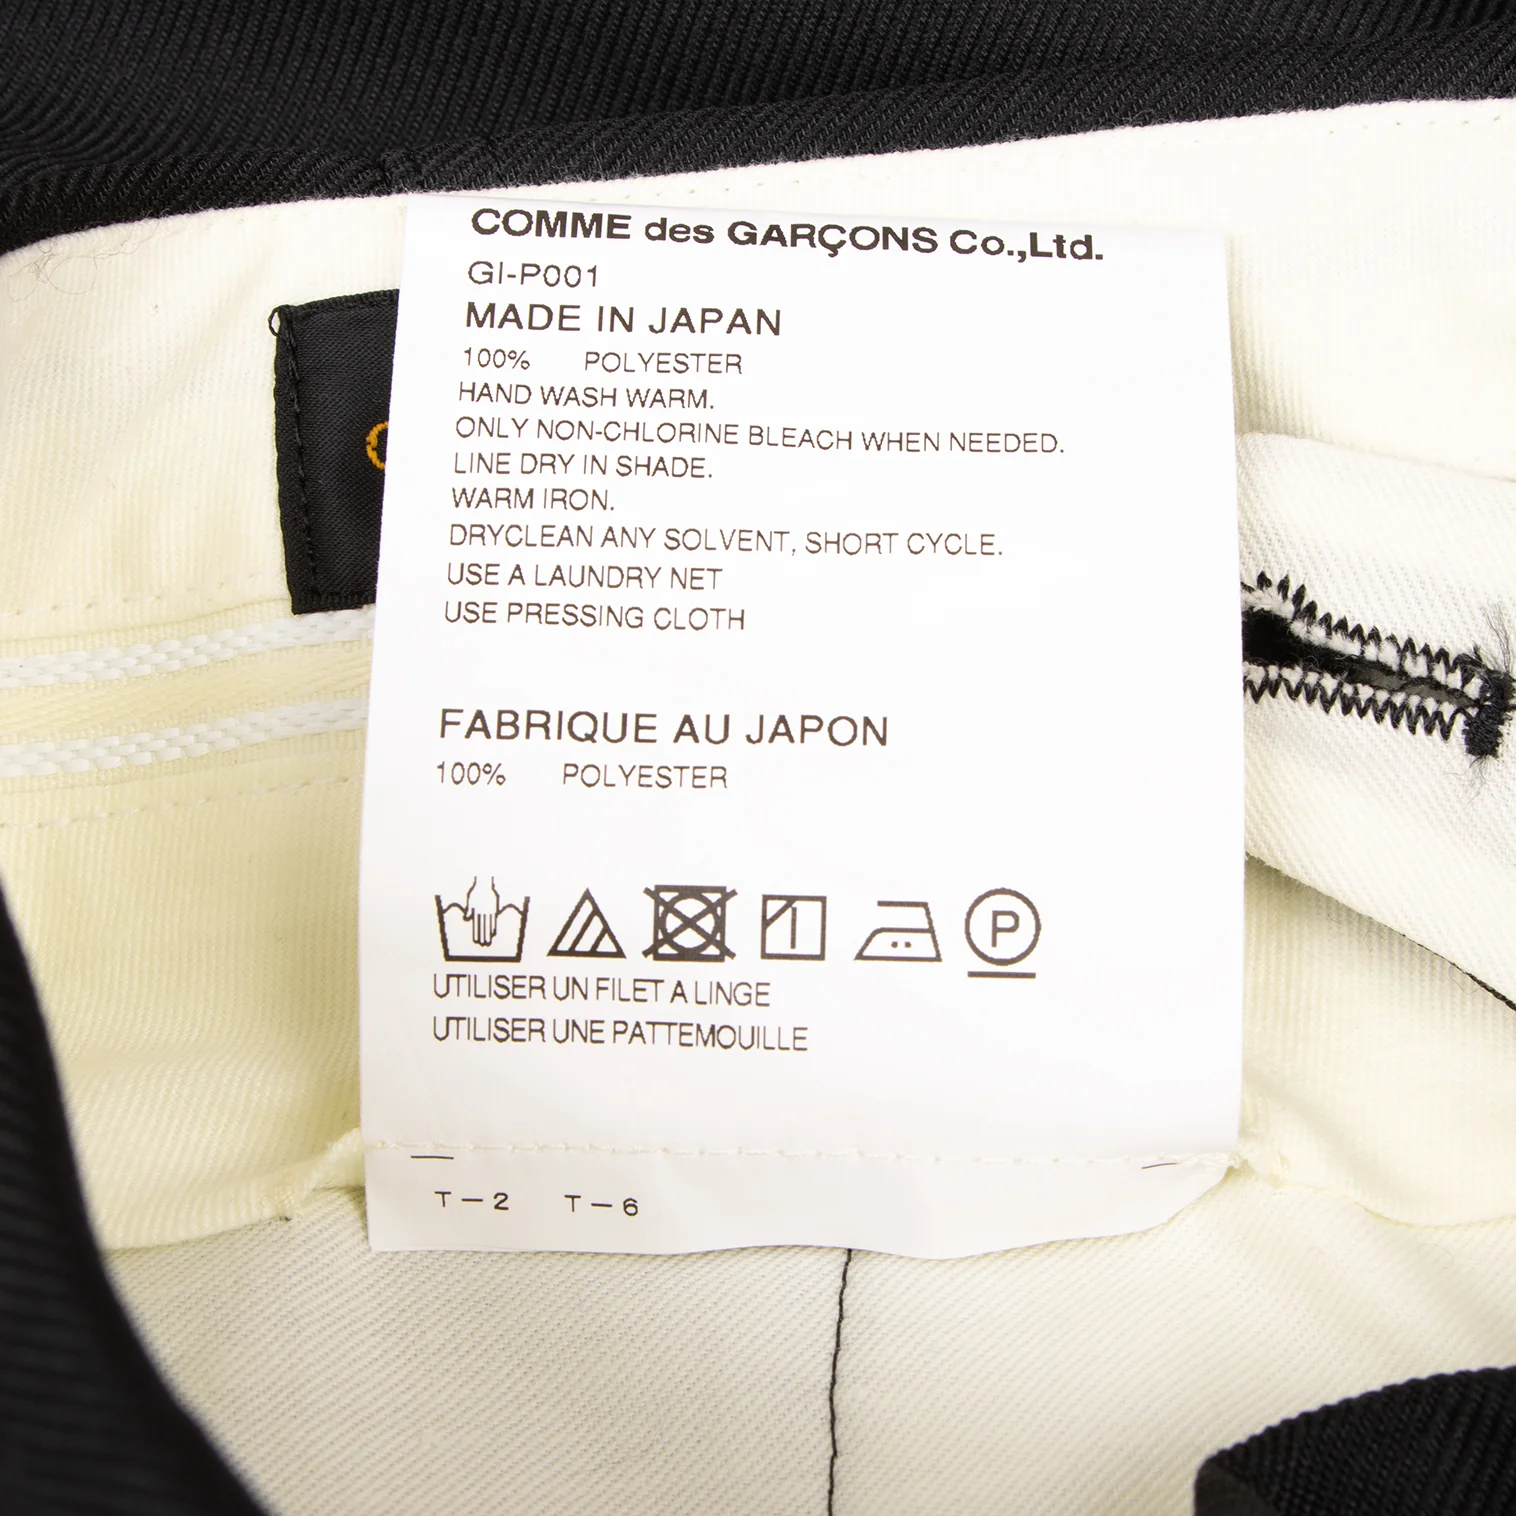 COMME des GARÇONS Co.,Ltd.
GI-P001
MADE IN JAPAN
100% POLYESTER
HAND WASH WARM.
ONLY NON-CHLORINE BLEACH WHEN NEEDED.
LINE DRY IN SHADE.
WARM IRON.
DRYCLEAN ANY SOLVENT, SHORT CYCLE.
USE A LAUNDRY NET
USE PRESSING CLOTH
FABRIQUE AU JAPON
100% POLYESTER
P
UTILISER UN FILET A LINGE
UTILISER UNE PATTEMOUILLE
T-2 T-6